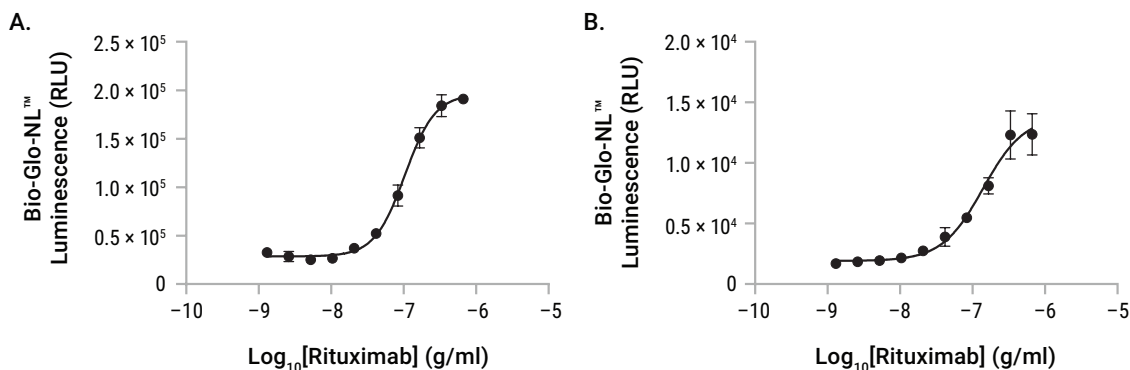 A.
Bio-Glo-NL™
Luminescence (RLU)
2.5 × 10⁵
2.0 × 10⁵
1.5 × 10⁵
1.0 × 10⁵
0.5 × 10⁵
0
−10 −9 −8 −7 −6 −5
Log₁₀[Rituximab] (g/ml)
B.
Bio-Glo-NL™
Luminescence (RLU)
2.0 × 10⁴
1.5 × 10⁴
1.0 × 10⁴
0.5 × 10⁴
0
−10 −9 −8 −7 −6 −5
Log₁₀[Rituximab] (g/ml)